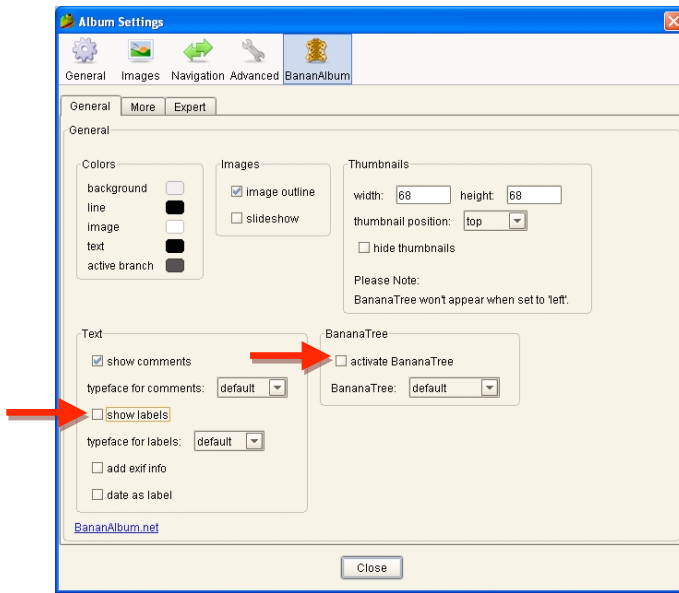 Album Settings
General Images Navigation Advanced BananAlbum
General More Expert
General
Colors
background
line
image
text
active branch
Images
image outline
slideshow
Thumbnails
width: 68 height: 68
thumbnail position: top
hide thumbnails
Please Note:
BananaTree won't appear when set to 'left'.
Text
show comments
typeface for comments: default
show labels
typeface for labels: default
add exif info
date as label
BananaTree
activate BananaTree
BananaTree: default
BananAlbum.net
Close